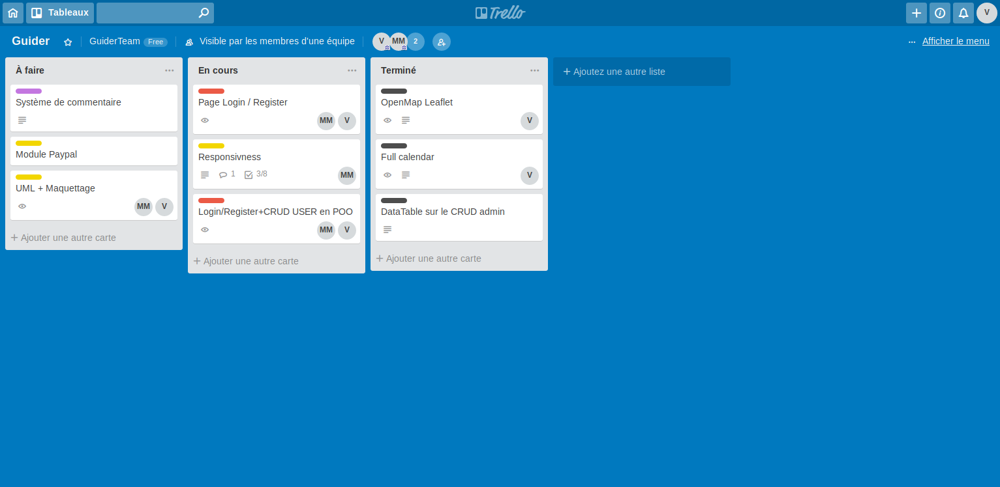 Tableaux
Trello
V
Guider
GuiderTeam Free
Visible par les membres d'une équipe
V MM 2
Afficher le menu
À faire
Système de commentaire
Module Paypal
UML + Maquettage
MM V
+ Ajouter une autre carte
En cours
Page Login / Register
MM V
Responsivness
1 3/8 MM
Login/Register+CRUD USER en POO
MM V
+ Ajouter une autre carte
Terminé
OpenMap Leaflet
V
Full calendar
V
DataTable sur le CRUD admin
+ Ajouter une autre carte
+ Ajoutez une autre liste